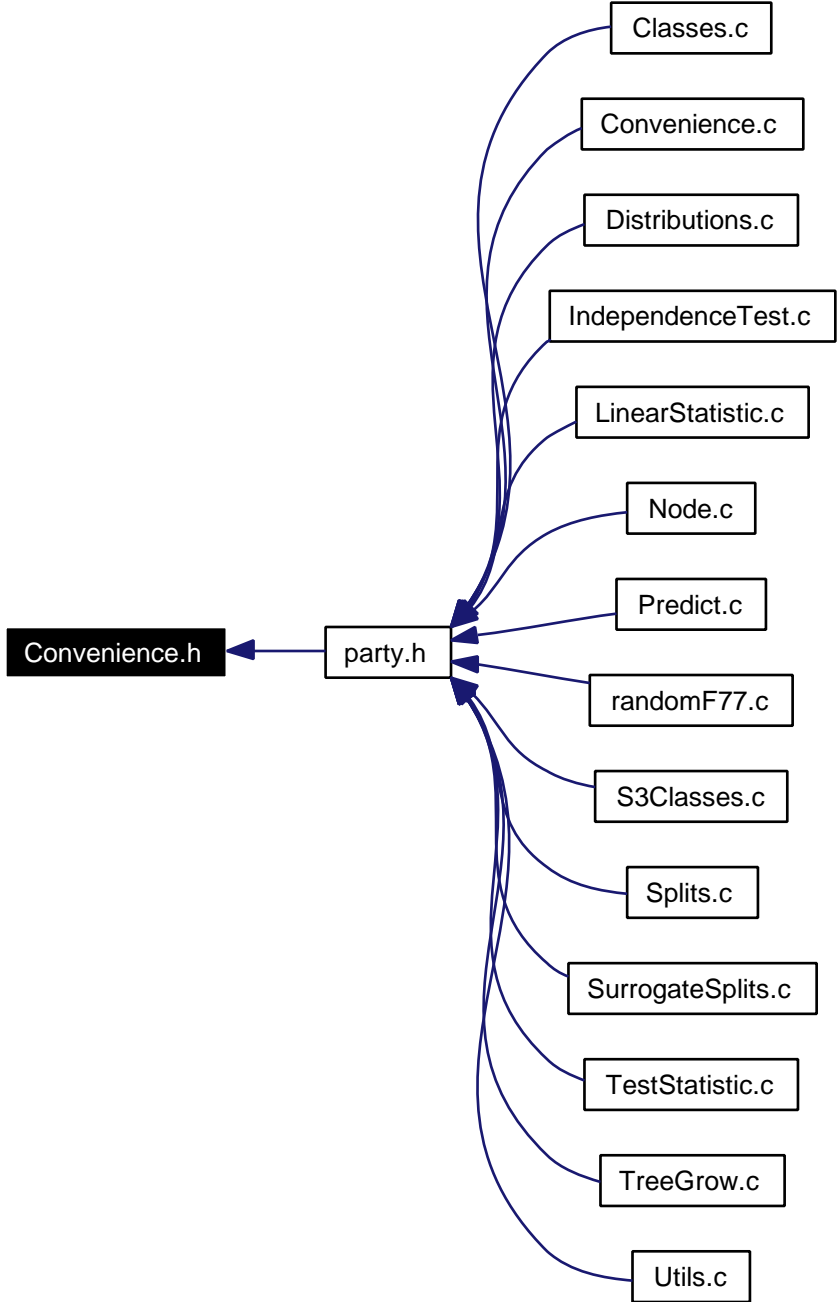 Classes.c
Convenience.c
Distributions.c
IndependenceTest.c
LinearStatistic.c
Node.c
Predict.c
Convenience.h
party.h
randomF77.c
S3Classes.c
Splits.c
SurrogateSplits.c
TestStatistic.c
TreeGrow.c
Utils.c